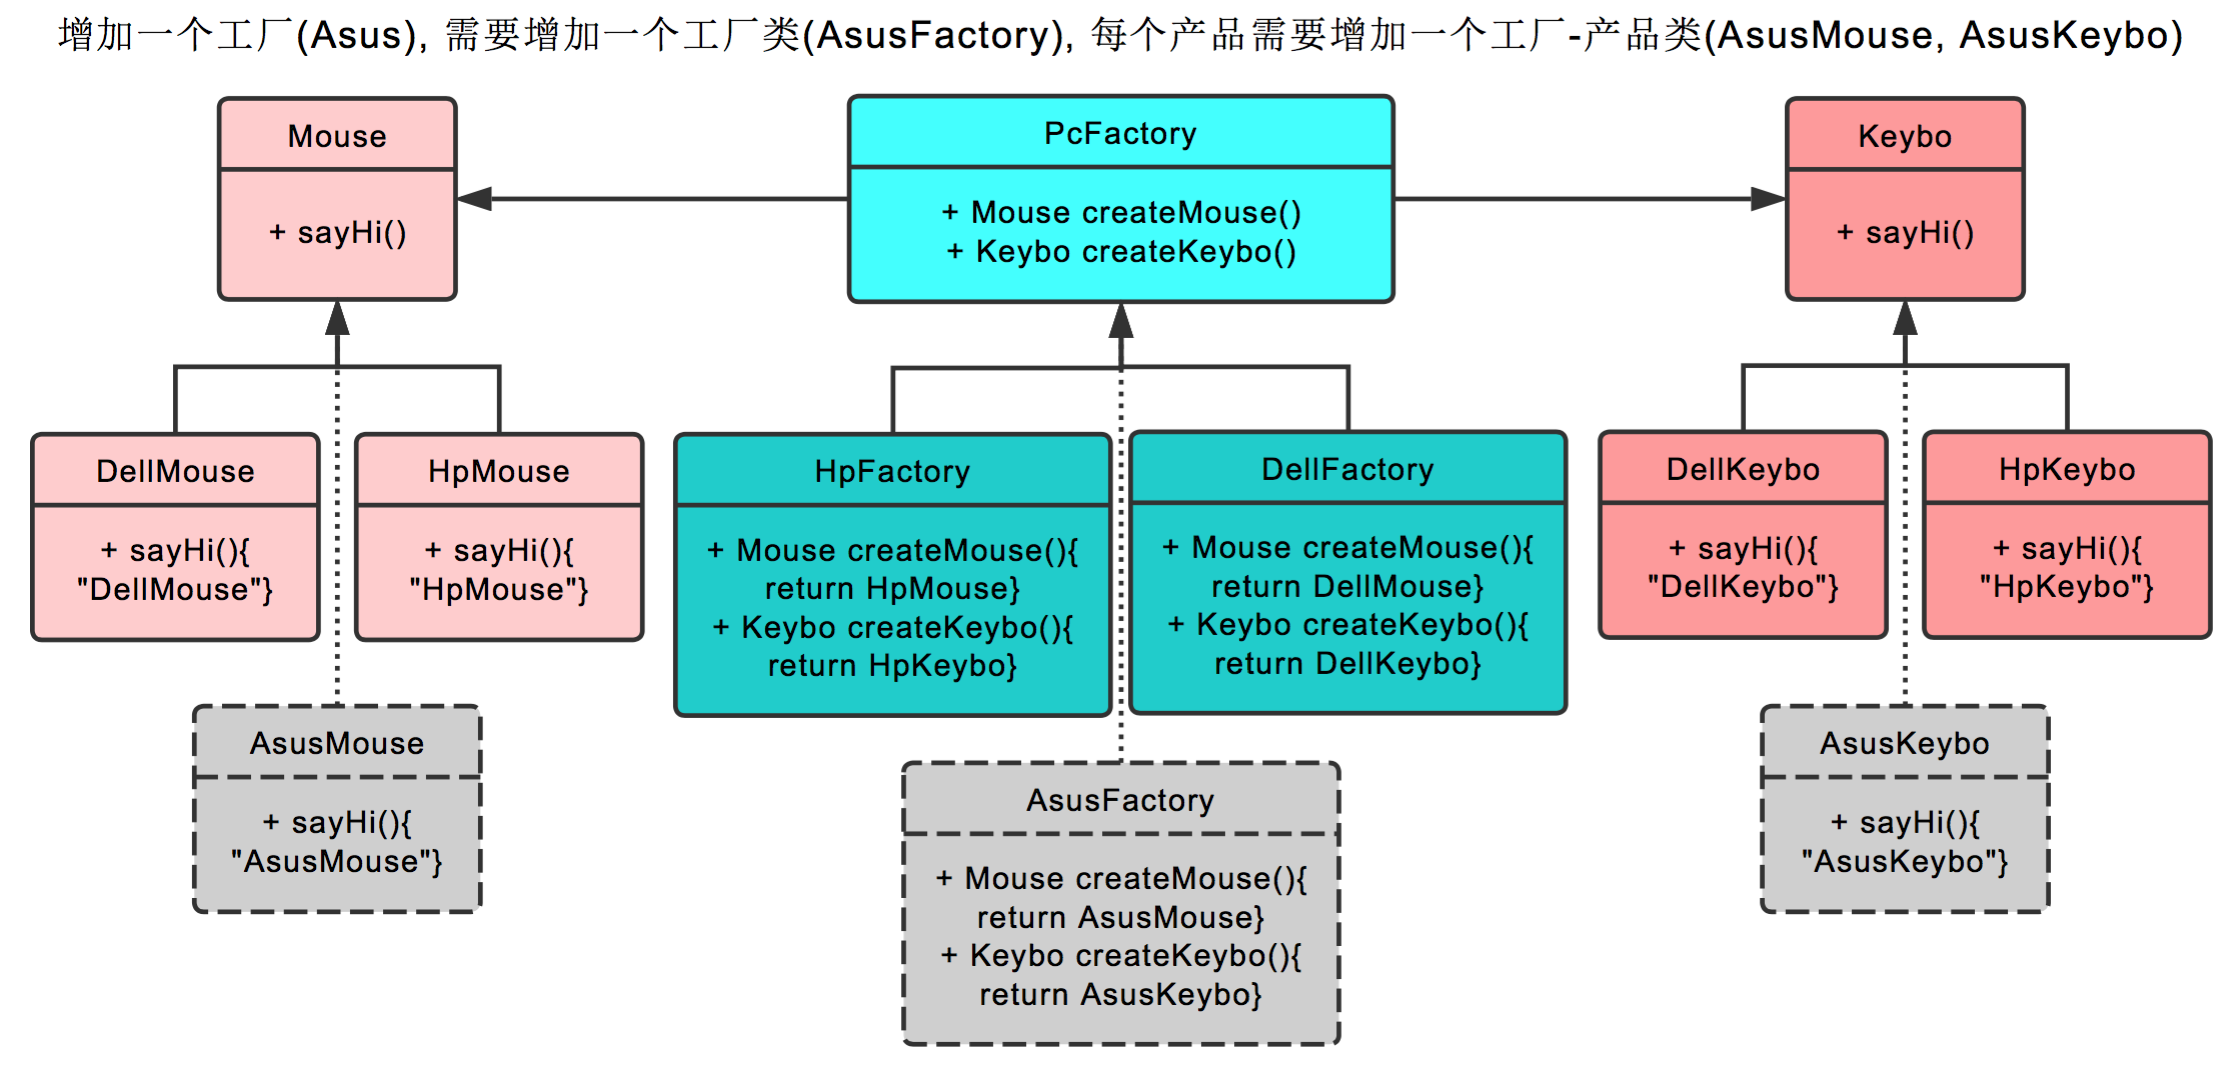 增加一个工厂(Asus), 需要增加一个工厂类(AsusFactory), 每个产品需要增加一个工厂-产品类(AsusMouse, AsusKeybo)
Mouse
+ sayHi()
PcFactory
+ Mouse createMouse()
+ Keybo createKeybo()
Keybo
+ sayHi()
DellMouse
+ sayHi(){
"DellMouse"}
HpMouse
+ sayHi(){
"HpMouse"}
HpFactory
+ Mouse createMouse(){
return HpMouse}
+ Keybo createKeybo(){
return HpKeybo}
DellFactory
+ Mouse createMouse(){
return DellMouse}
+ Keybo createKeybo(){
return DellKeybo}
DellKeybo
+ sayHi(){
"DellKeybo"}
HpKeybo
+ sayHi(){
"HpKeybo"}
AsusMouse
+ sayHi(){
"AsusMouse"}
AsusFactory
+ Mouse createMouse(){
return AsusMouse}
+ Keybo createKeybo(){
return AsusKeybo}
AsusKeybo
+ sayHi(){
"AsusKeybo"}